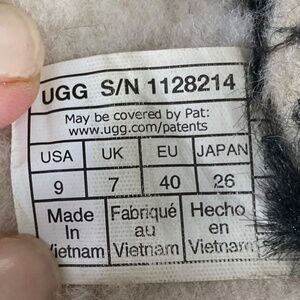 UGG S/N 1128214
May be covered by Pat:
www.ugg.com/patents
USA UK EU JAPAN
9 7 40 26
Made Fabriqué Hecho
In au en
Vietnam Vietnam Vietnam